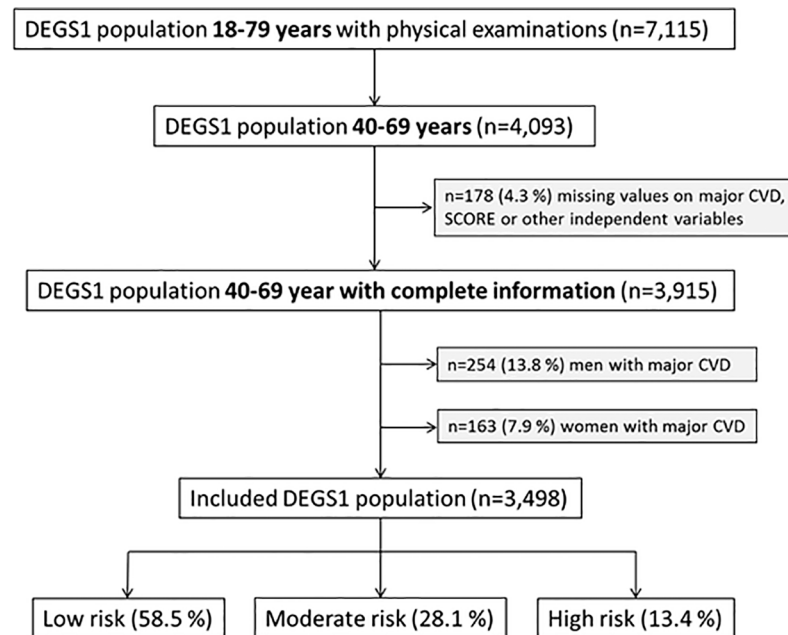 DEGS1 population 18-79 years with physical examinations (n=7,115)
DEGS1 population 40-69 years (n=4,093)
n=178 (4.3 %) missing values on major CVD,
SCORE or other independent variables
DEGS1 population 40-69 year with complete information (n=3,915)
n=254 (13.8 %) men with major CVD
n=163 (7.9 %) women with major CVD
Included DEGS1 population (n=3,498)
Low risk (58.5 %)
Moderate risk (28.1 %)
High risk (13.4 %)